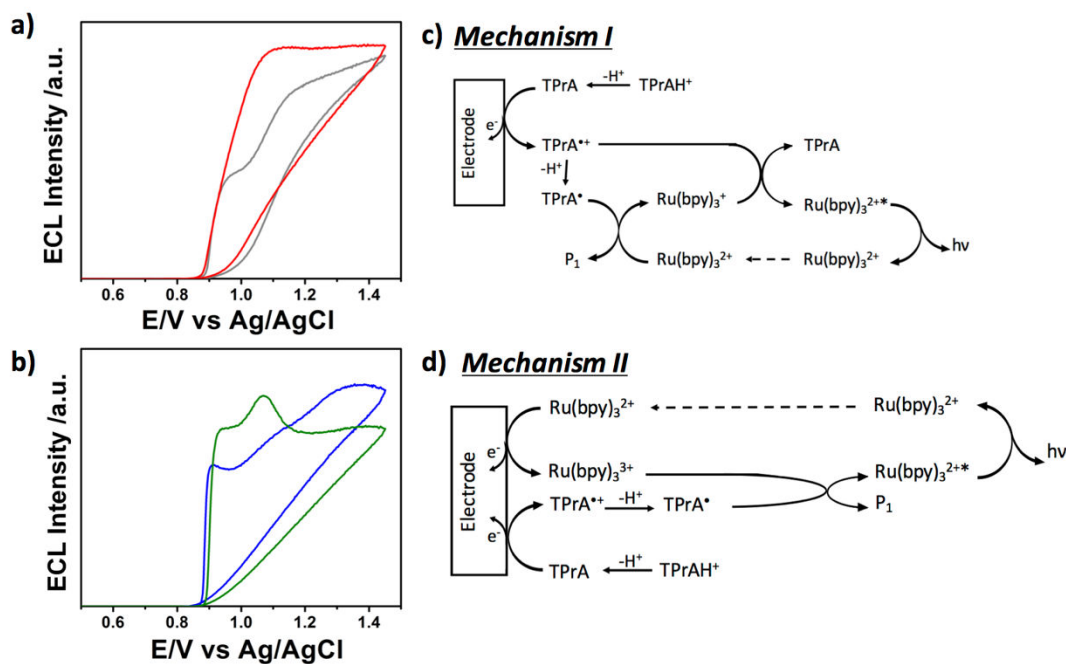 a)
ECL Intensity /a.u.
0.6 0.8 1.0 1.2 1.4
E/V vs Ag/AgCl
b)
ECL Intensity /a.u.
0.6 0.8 1.0 1.2 1.4
E/V vs Ag/AgCl
c) Mechanism I
Electrode
e⁻
TPrA -H⁺ TPrAH⁺
TPrA•⁺ TPrA
-H⁺
TPrA• Ru(bpy)₃⁺ Ru(bpy)₃²⁺*
hν
P₁ Ru(bpy)₃²⁺ Ru(bpy)₃²⁺
d) Mechanism II
Electrode
Ru(bpy)₃²⁺ Ru(bpy)₃²⁺
e⁻
hν
Ru(bpy)₃³⁺ Ru(bpy)₃²⁺*
TPrA•⁺ -H⁺ TPrA• P₁
e⁻
TPrA -H⁺ TPrAH⁺